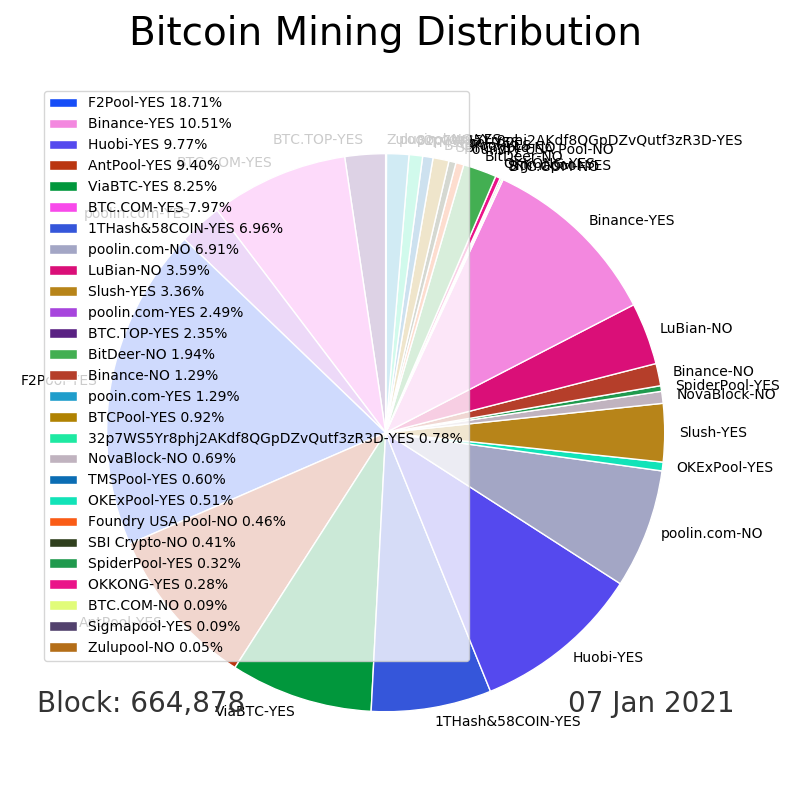 Bitcoin Mining Distribution
F2Pool-YES 18.71%
Binance-YES 10.51%
Huobi-YES 9.77%
AntPool-YES 9.40%
ViaBTC-YES 8.25%
BTC.COM-YES 7.97%
1THash&58COIN-YES 6.96%
poolin.com-NO 6.91%
LuBian-NO 3.59%
Slush-YES 3.36%
poolin.com-YES 2.49%
BTC.TOP-YES 2.35%
BitDeer-NO 1.94%
Binance-NO 1.29%
pooin.com-YES 1.29%
BTCPool-YES 0.92%
32p7WS5Yr8phj2AKdf8QGpDZvQutf3zR3D-YES 0.78%
NovaBlock-NO 0.69%
TMSPool-YES 0.60%
OKExPool-YES 0.51%
Foundry USA Pool-NO 0.46%
SBI Crypto-NO 0.41%
SpiderPool-YES 0.32%
OKKONG-YES 0.28%
BTC.COM-NO 0.09%
Sigmapool-YES 0.09%
Zulupool-NO 0.05%
BTC.TOP-YES
BTC.COM-YES
poolin.com-YES
F2Pool-YES
AntPool-YES
ViaBTC-YES
1THash&58COIN-YES
Huobi-YES
poolin.com-NO
OKExPool-YES
Slush-YES
NovaBlock-NO
SpiderPool-YES
Binance-NO
LuBian-NO
Binance-YES
BitDeer-NO
Block: 664,878
07 Jan 2021